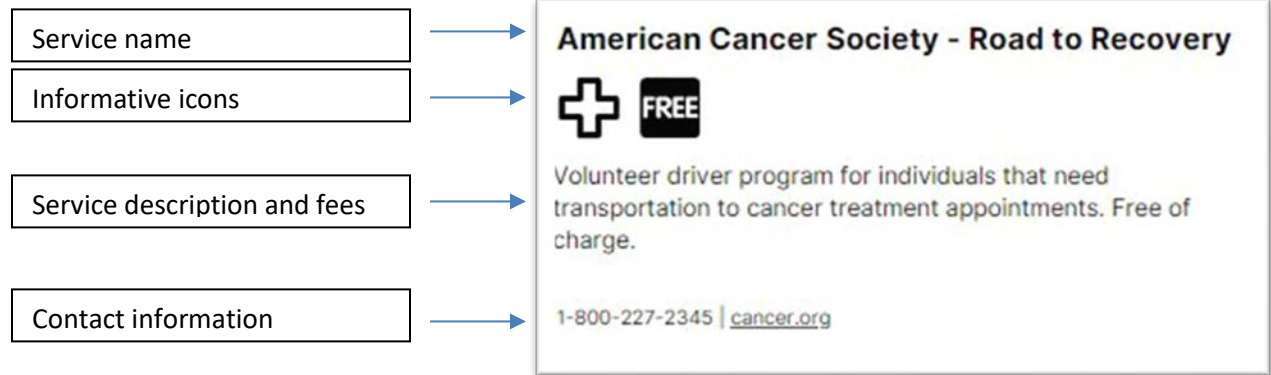 Service name
American Cancer Society - Road to Recovery
Informative icons
FREE
Service description and fees
Volunteer driver program for individuals that need
transportation to cancer treatment appointments. Free of
charge.
Contact information
1-800-227-2345 | cancer.org